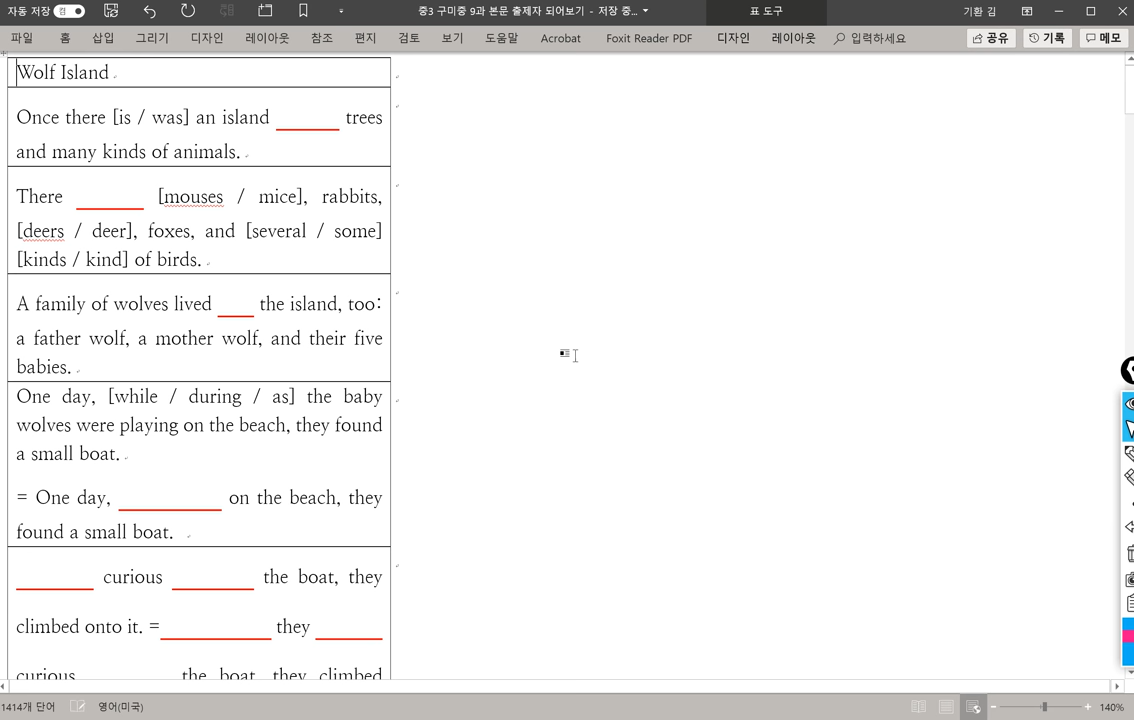 자동 저장 컴 중3 구미중 9과 본문 출제자 되어보기 - 저장 중... 표 도구 기환 김
파일 홈 삽입 그리기 디자인 레이아웃 참조 편지 검토 보기 도움말 Acrobat Foxit Reader PDF 디자인 레이아웃 입력하세요 공유 기록 메모
Wolf Island
Once there [is / was] an island ______ trees
and many kinds of animals.
There ______ [mouses / mice], rabbits,
[deers / deer], foxes, and [several / some]
[kinds / kind] of birds.
A family of wolves lived ____ the island, too:
a father wolf, a mother wolf, and their five
babies.
One day, [while / during / as] the baby
wolves were playing on the beach, they found
a small boat.
= One day, __________ on the beach, they
found a small boat.
________ curious ________ the boat, they
climbed onto it. =___________ they _______
curious the boat, they climbed
1414개 단어 영어(미국) 140%